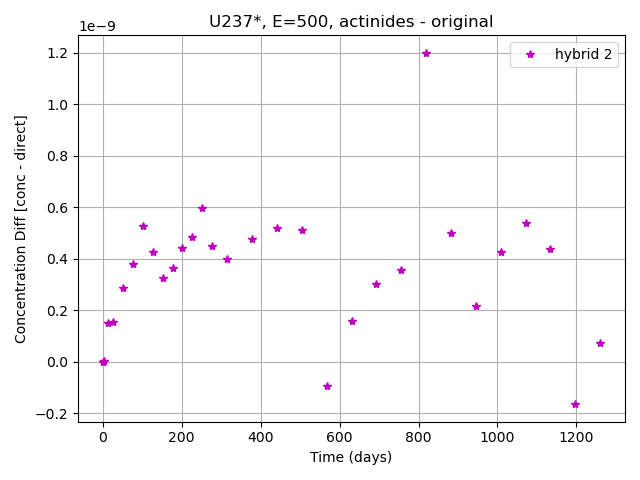 U237*, E=500, actinides - original
1e−9
hybrid 2
1.2
1.0
0.8
0.6
0.4
0.2
0.0
−0.2
Concentration Diff [conc - direct]
0 200 400 600 800 1000 1200
Time (days)